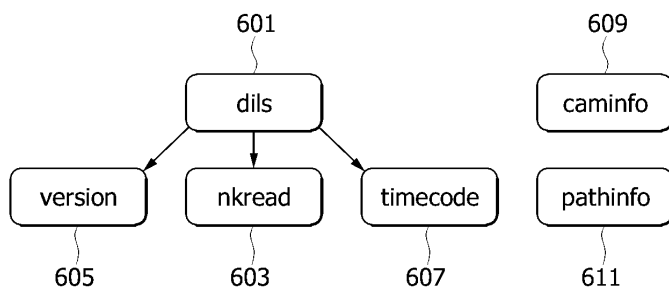 601 609
dils caminfo
version nkread timecode pathinfo
605 603 607 611